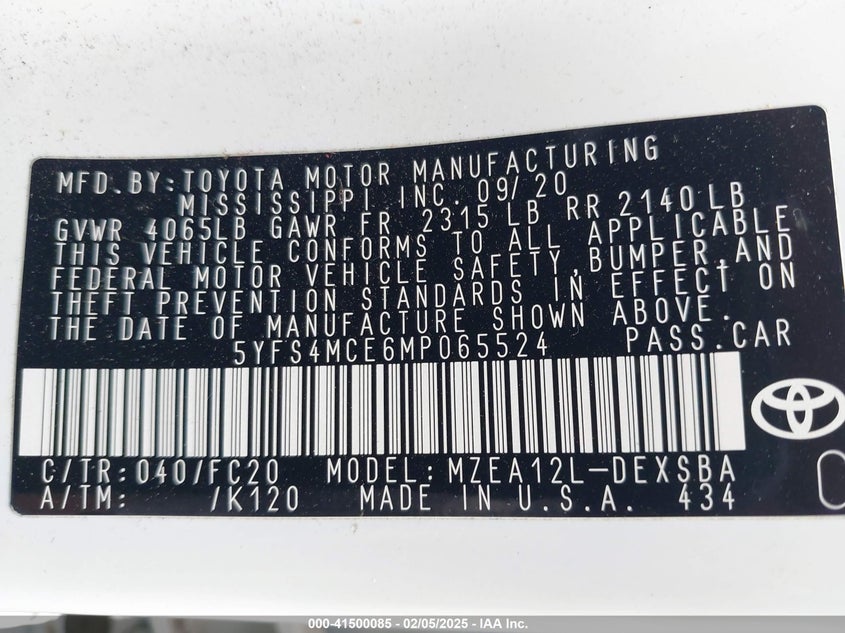 MFD.BY:TOYOTA MOTOR MANUFACTURING
MISSISSIPPI INC. 09/20
GVWR 4065LB GAWR FR 2315LB RR 2140LB
THIS VEHICLE CONFORMS TO ALL APPLICABLE
FEDERAL MOTOR VEHICLE SAFETY,BUMPER,AND
THEFT PREVENTION STANDARDS IN EFFECT ON
THE DATE OF MANUFACTURE SHOWN ABOVE.
5YFS4MCE6MP065524 PASS.CAR
C/TR:040/FC20 MODEL:MZEA12L-DEXSBA
A/TM: /K120 MADE IN U.S.A. 434
000-41500085 - 02/05/2025 - IAA Inc.